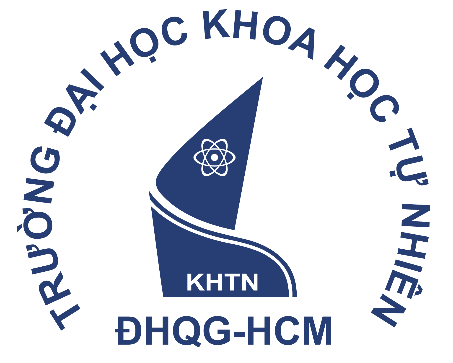 TRƯỜNG ĐẠI HỌC KHOA HỌC TỰ NHIÊN
KHTN
ĐHQG-HCM